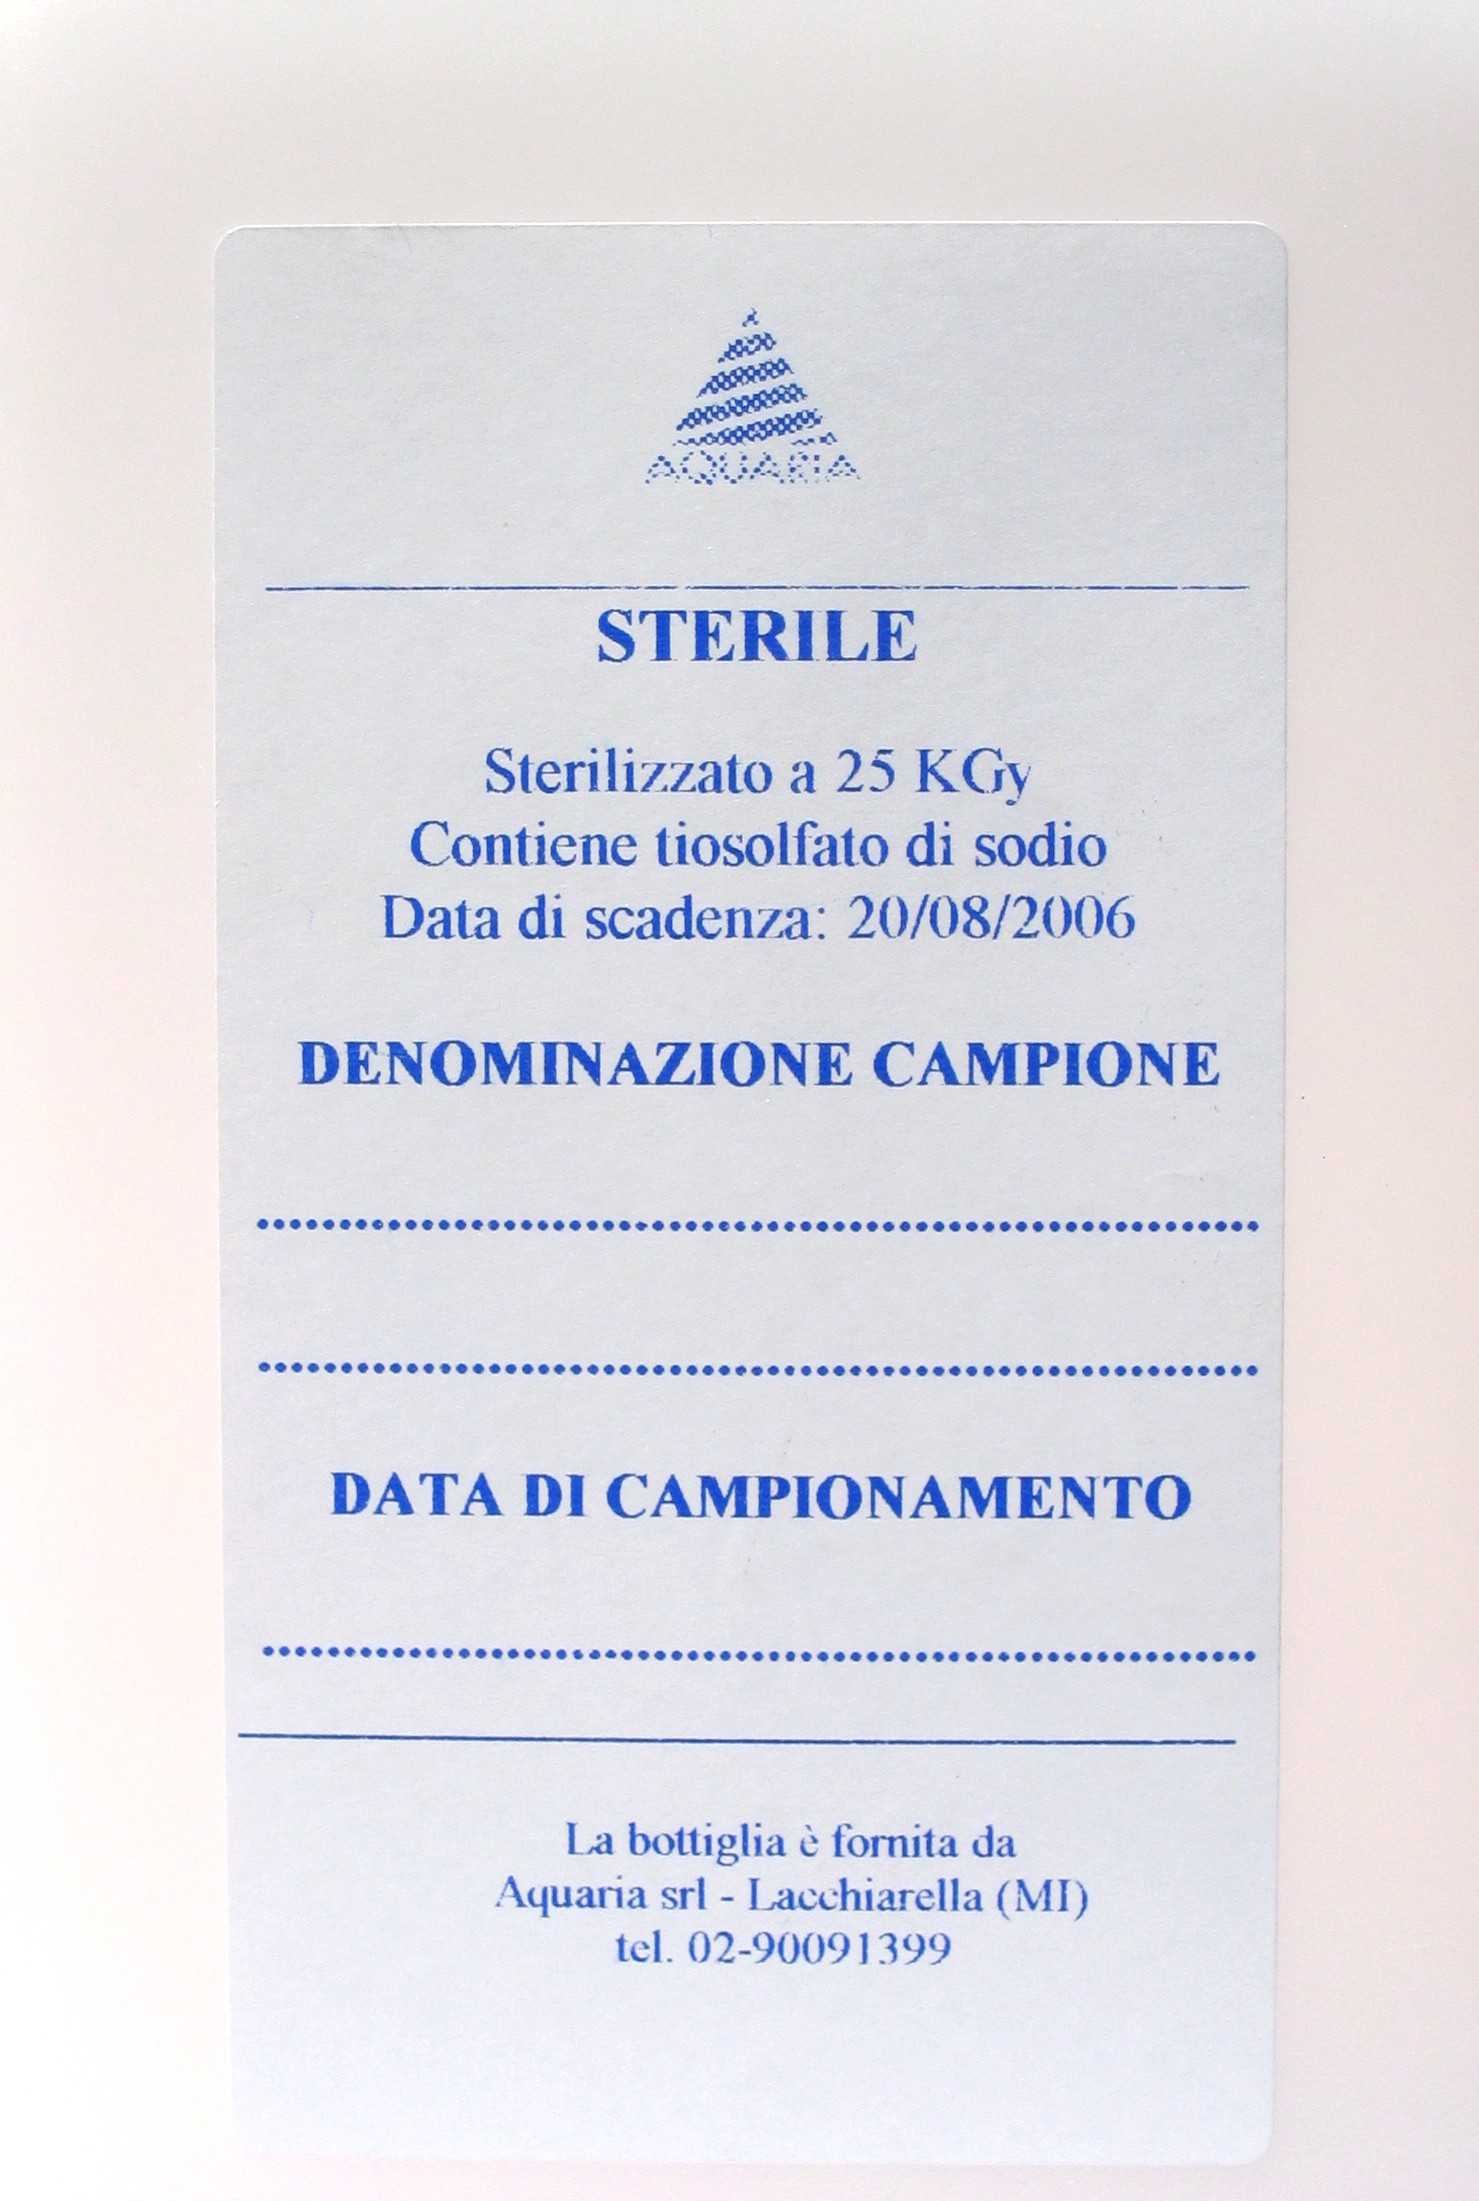 AQUARIA
STERILE
Sterilizzato a 25 KGy
Contiene tiosolfato di sodio
Data di scadenza: 20/08/2006
DENOMINAZIONE CAMPIONE
DATA DI CAMPIONAMENTO
La bottiglia è fornita da
Aquaria srl - Lacchiarella (MI)
tel. 02-90091399